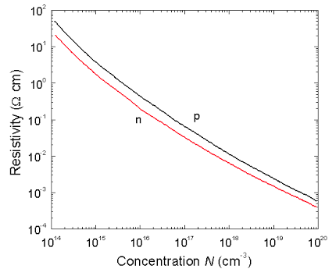 10²
10¹
10⁰
10⁻¹
10⁻²
10⁻³
10⁻⁴
Resistivity (Ω cm)
n
p
10¹⁴ 10¹⁵ 10¹⁶ 10¹⁷ 10¹⁸ 10¹⁹ 10²⁰
Concentration N (cm⁻³)